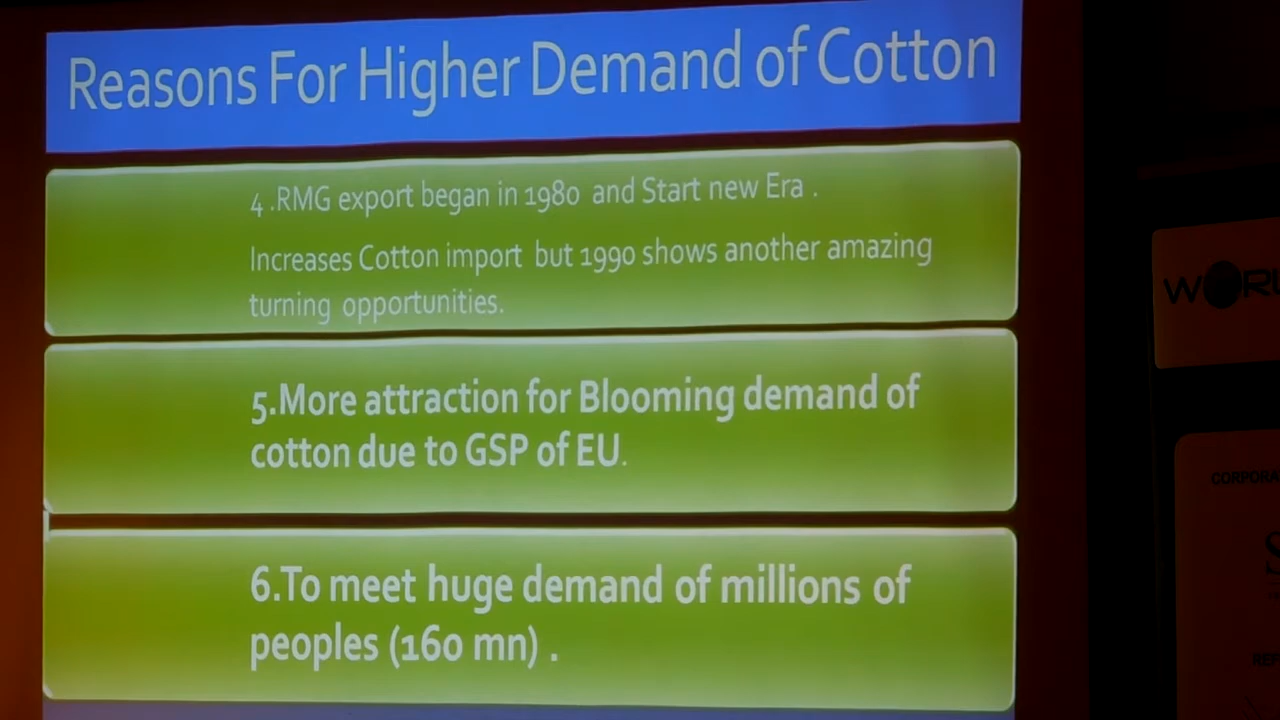 Reasons For Higher Demand of Cotton
4 .RMG export began in 1980 and Start new Era .
Increases Cotton import but 1990 shows another amazing
turning opportunities.
5.More attraction for Blooming demand of
cotton due to GSP of EU.
6.To meet huge demand of millions of
peoples (160 mn) .